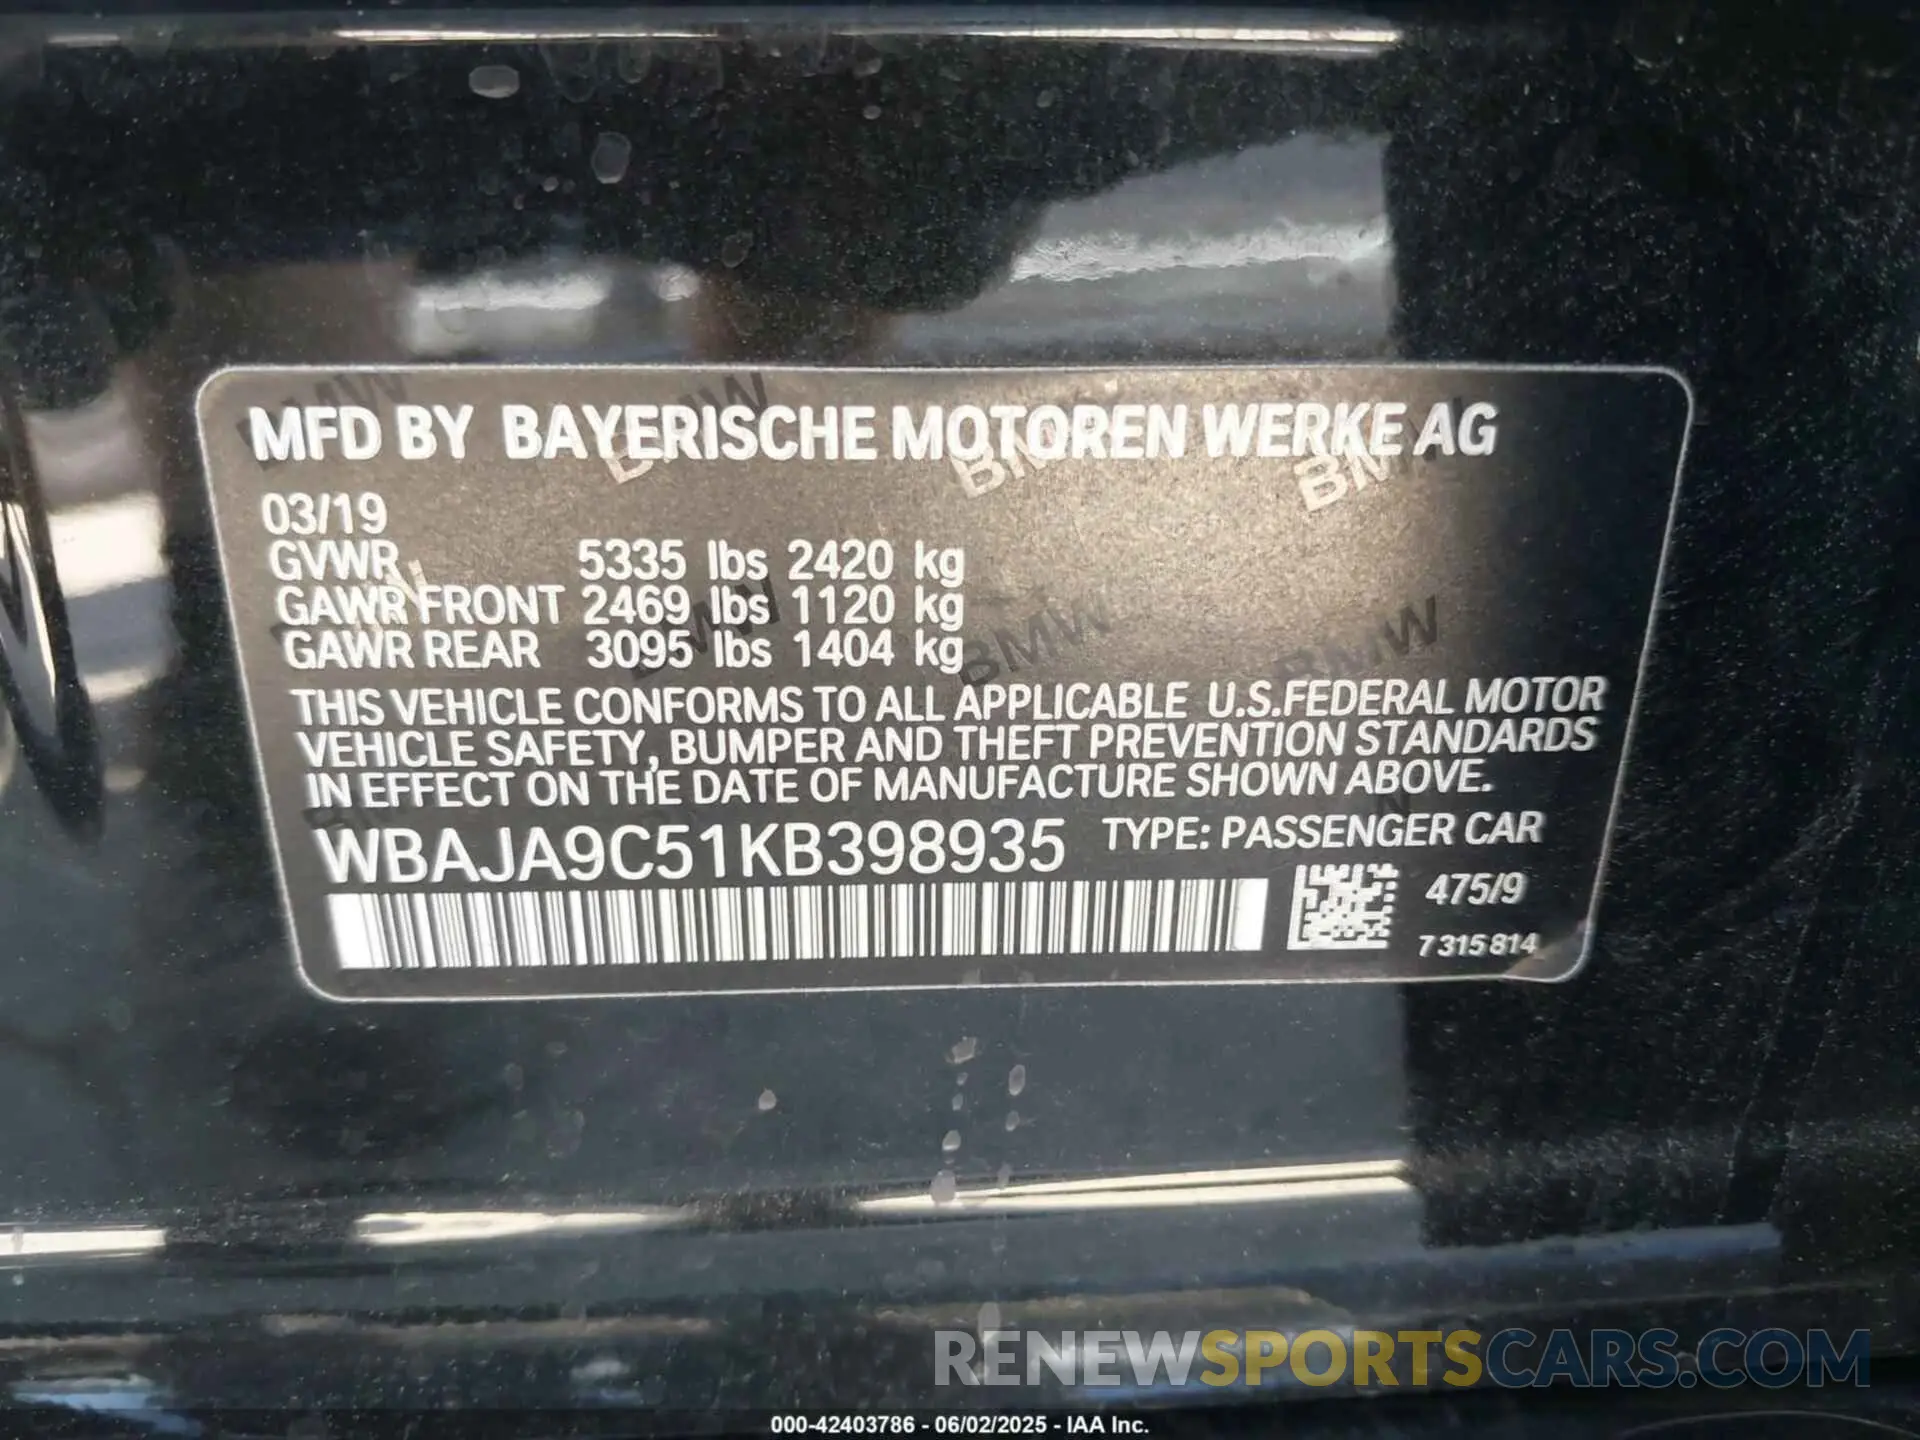 MFD BY BAYERISCHE MOTOREN WERKE AG
03/19
GVWR 5335 lbs 2420 kg
GAWR FRONT 2469 lbs 1120 kg
GAWR REAR 3095 lbs 1404 kg
THIS VEHICLE CONFORMS TO ALL APPLICABLE U.S.FEDERAL MOTOR
VEHICLE SAFETY, BUMPER AND THEFT PREVENTION STANDARDS
IN EFFECT ON THE DATE OF MANUFACTURE SHOWN ABOVE.
WBAJA9C51KB398935 TYPE: PASSENGER CAR
475/9
7 315 814
RENEWSPORTSCARS.COM
000-42403786 - 06/02/2025 - IAA Inc.